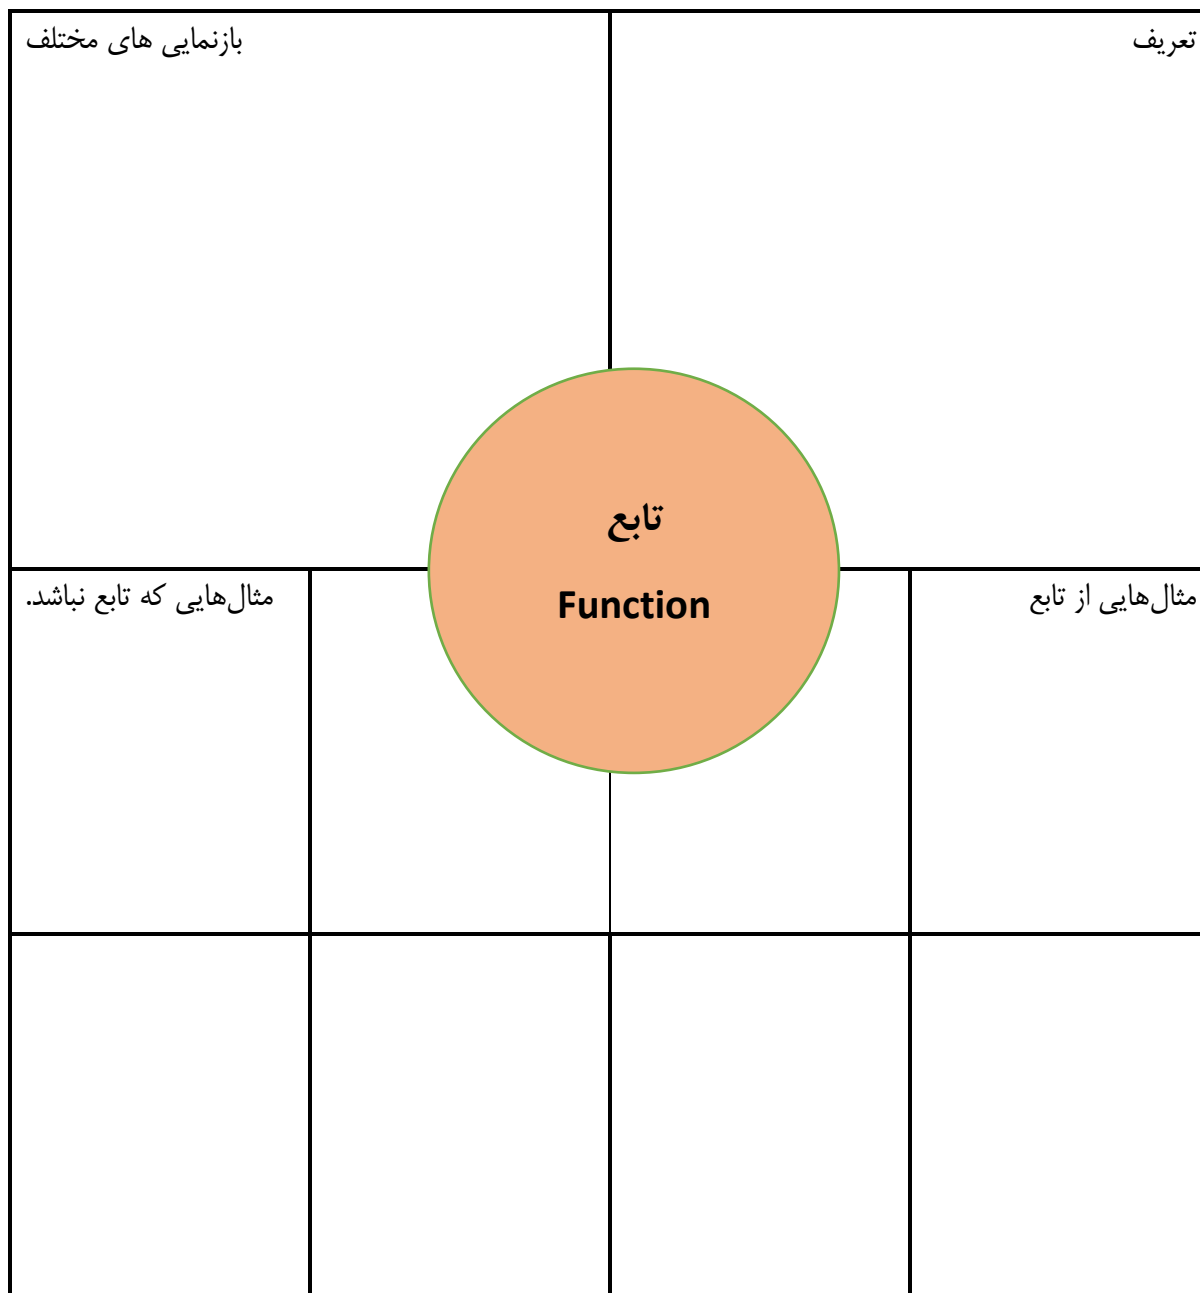 تعریف
بازنمایی های مختلف
تابع
Function
مثال‌هایی از تابع
مثال‌هایی که تابع نباشد.